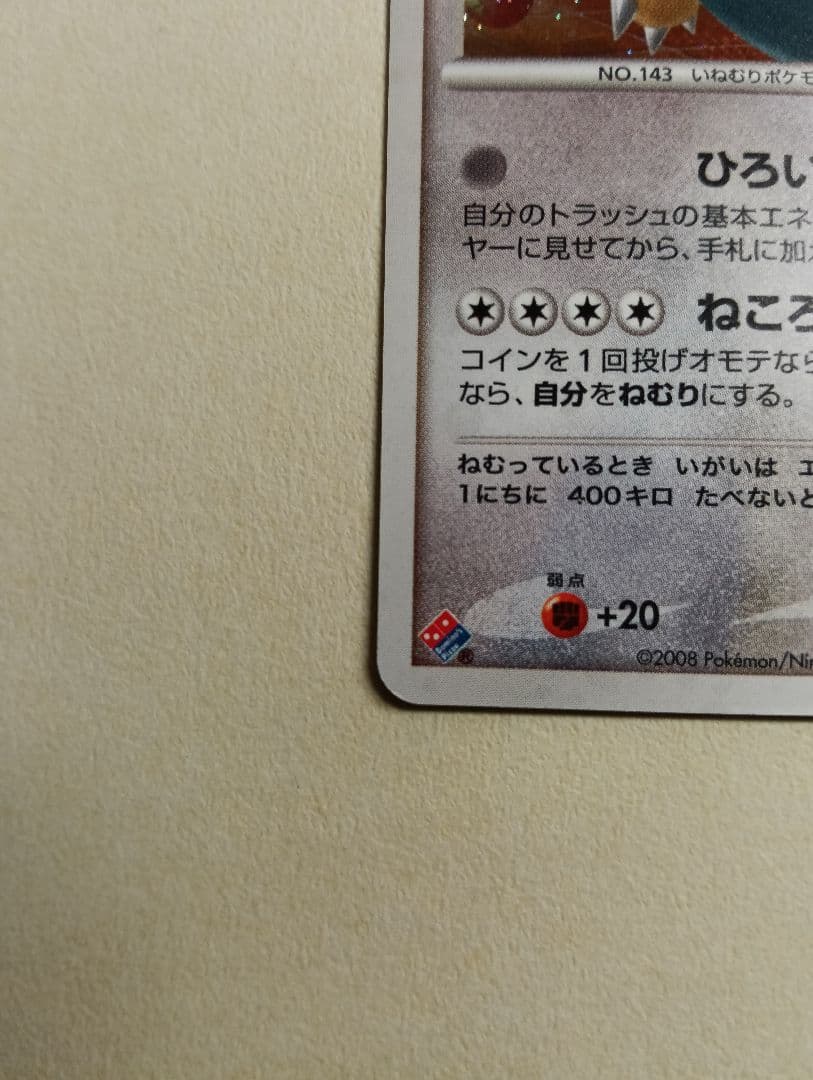 NO.143 いねむりポケモ
ひろい
自分のトラッシュの基本エネ
ヤーに見せてから、手札に加え
ねころ
コインを1回投げオモテなら
なら、自分をねむりにする。
ねむっているとき いがいは エ
1にちに 400キロ たべないと
弱点
+20
Domino's
Pizza
®
©2008 Pokémon/Nin